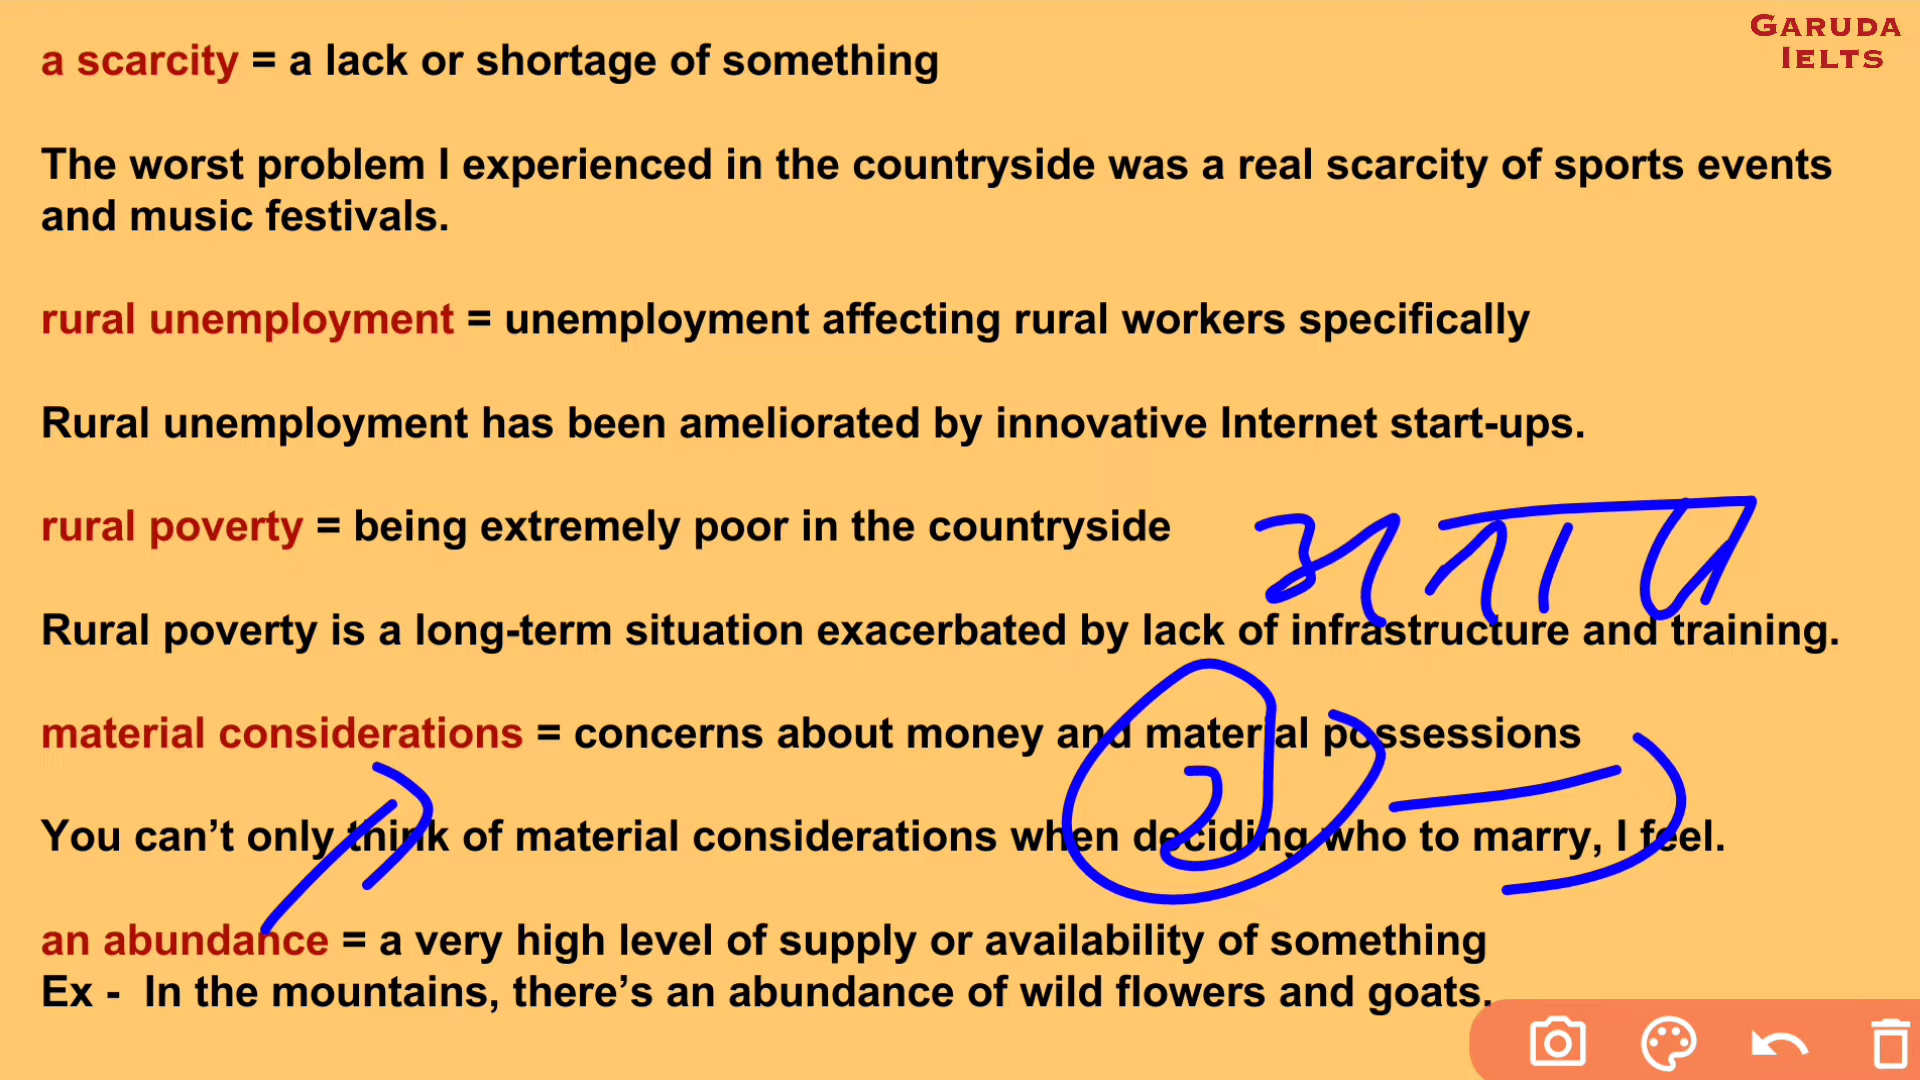 GARUDA
IELTS
a scarcity = a lack or shortage of something
The worst problem I experienced in the countryside was a real scarcity of sports events
and music festivals.
rural unemployment = unemployment affecting rural workers specifically
Rural unemployment has been ameliorated by innovative Internet start-ups.
rural poverty = being extremely poor in the countryside
Rural poverty is a long-term situation exacerbated by lack of infrastructure and training.
material considerations = concerns about money and material possessions
You can’t only think of material considerations when deciding who to marry, I feel.
an abundance = a very high level of supply or availability of something
Ex - In the mountains, there’s an abundance of wild flowers and goats.